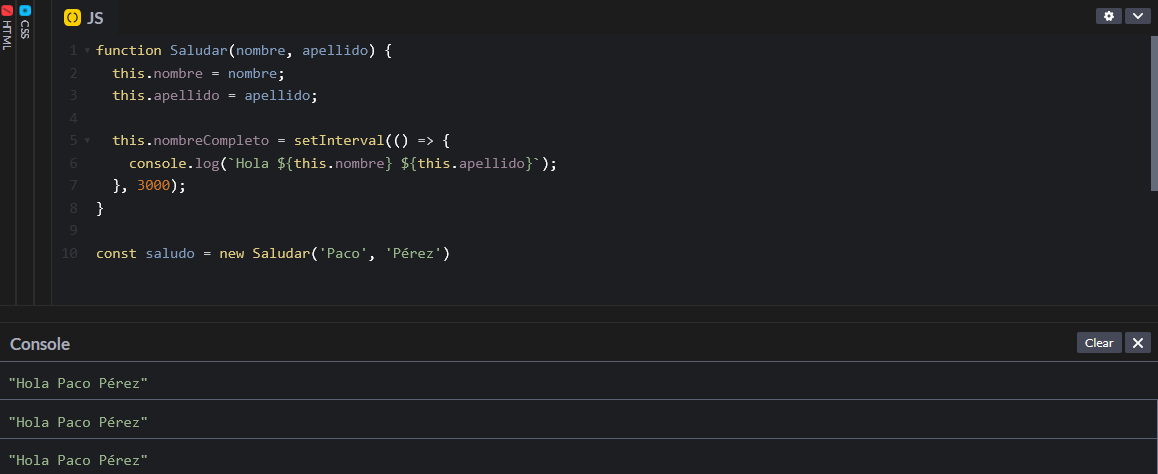 HTML
CSS
JS
1 function Saludar(nombre, apellido) {
2 this.nombre = nombre;
3 this.apellido = apellido;
4
5 this.nombreCompleto = setInterval(() => {
6 console.log(`Hola ${this.nombre} ${this.apellido}`);
7 }, 3000);
8 }
9
10 const saludo = new Saludar('Paco', 'Pérez')
Console
Clear
"Hola Paco Pérez"
"Hola Paco Pérez"
"Hola Paco Pérez"